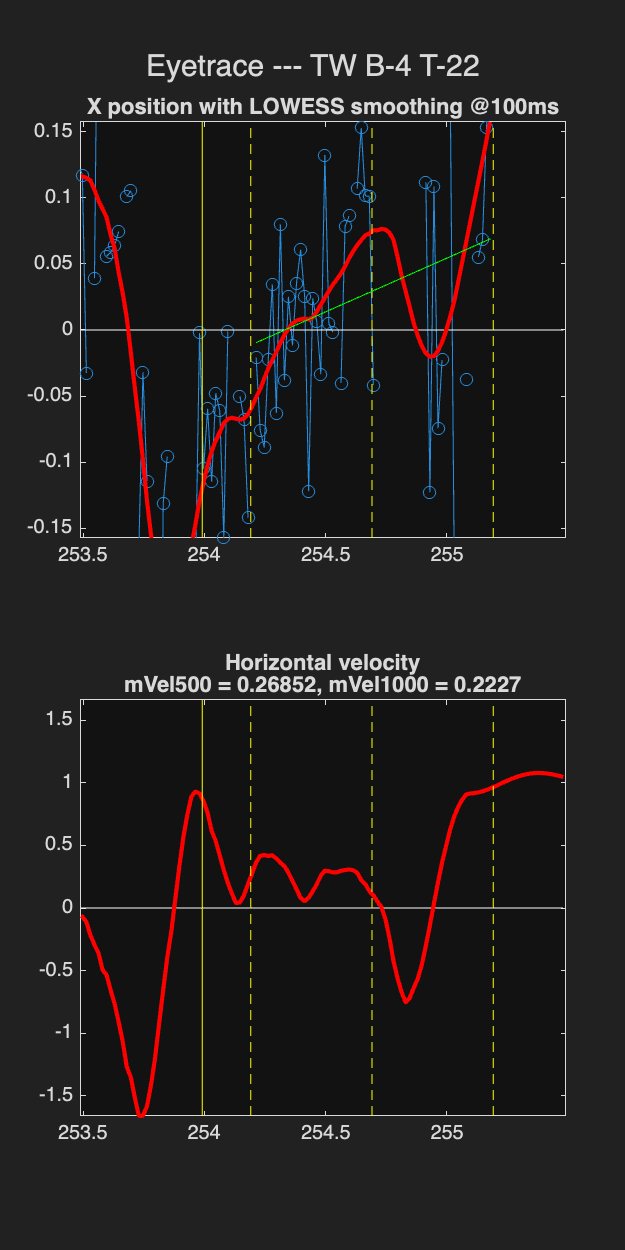 Eyetrace --- TW B-4 T-22
X position with LOWESS smoothing @100ms
0.15
0.1
0.05
0
-0.05
-0.1
-0.15
253.5 254 254.5 255
Horizontal velocity
mVel500 = 0.26852, mVel1000 = 0.2227
1.5
1
0.5
0
-0.5
-1
-1.5
253.5 254 254.5 255